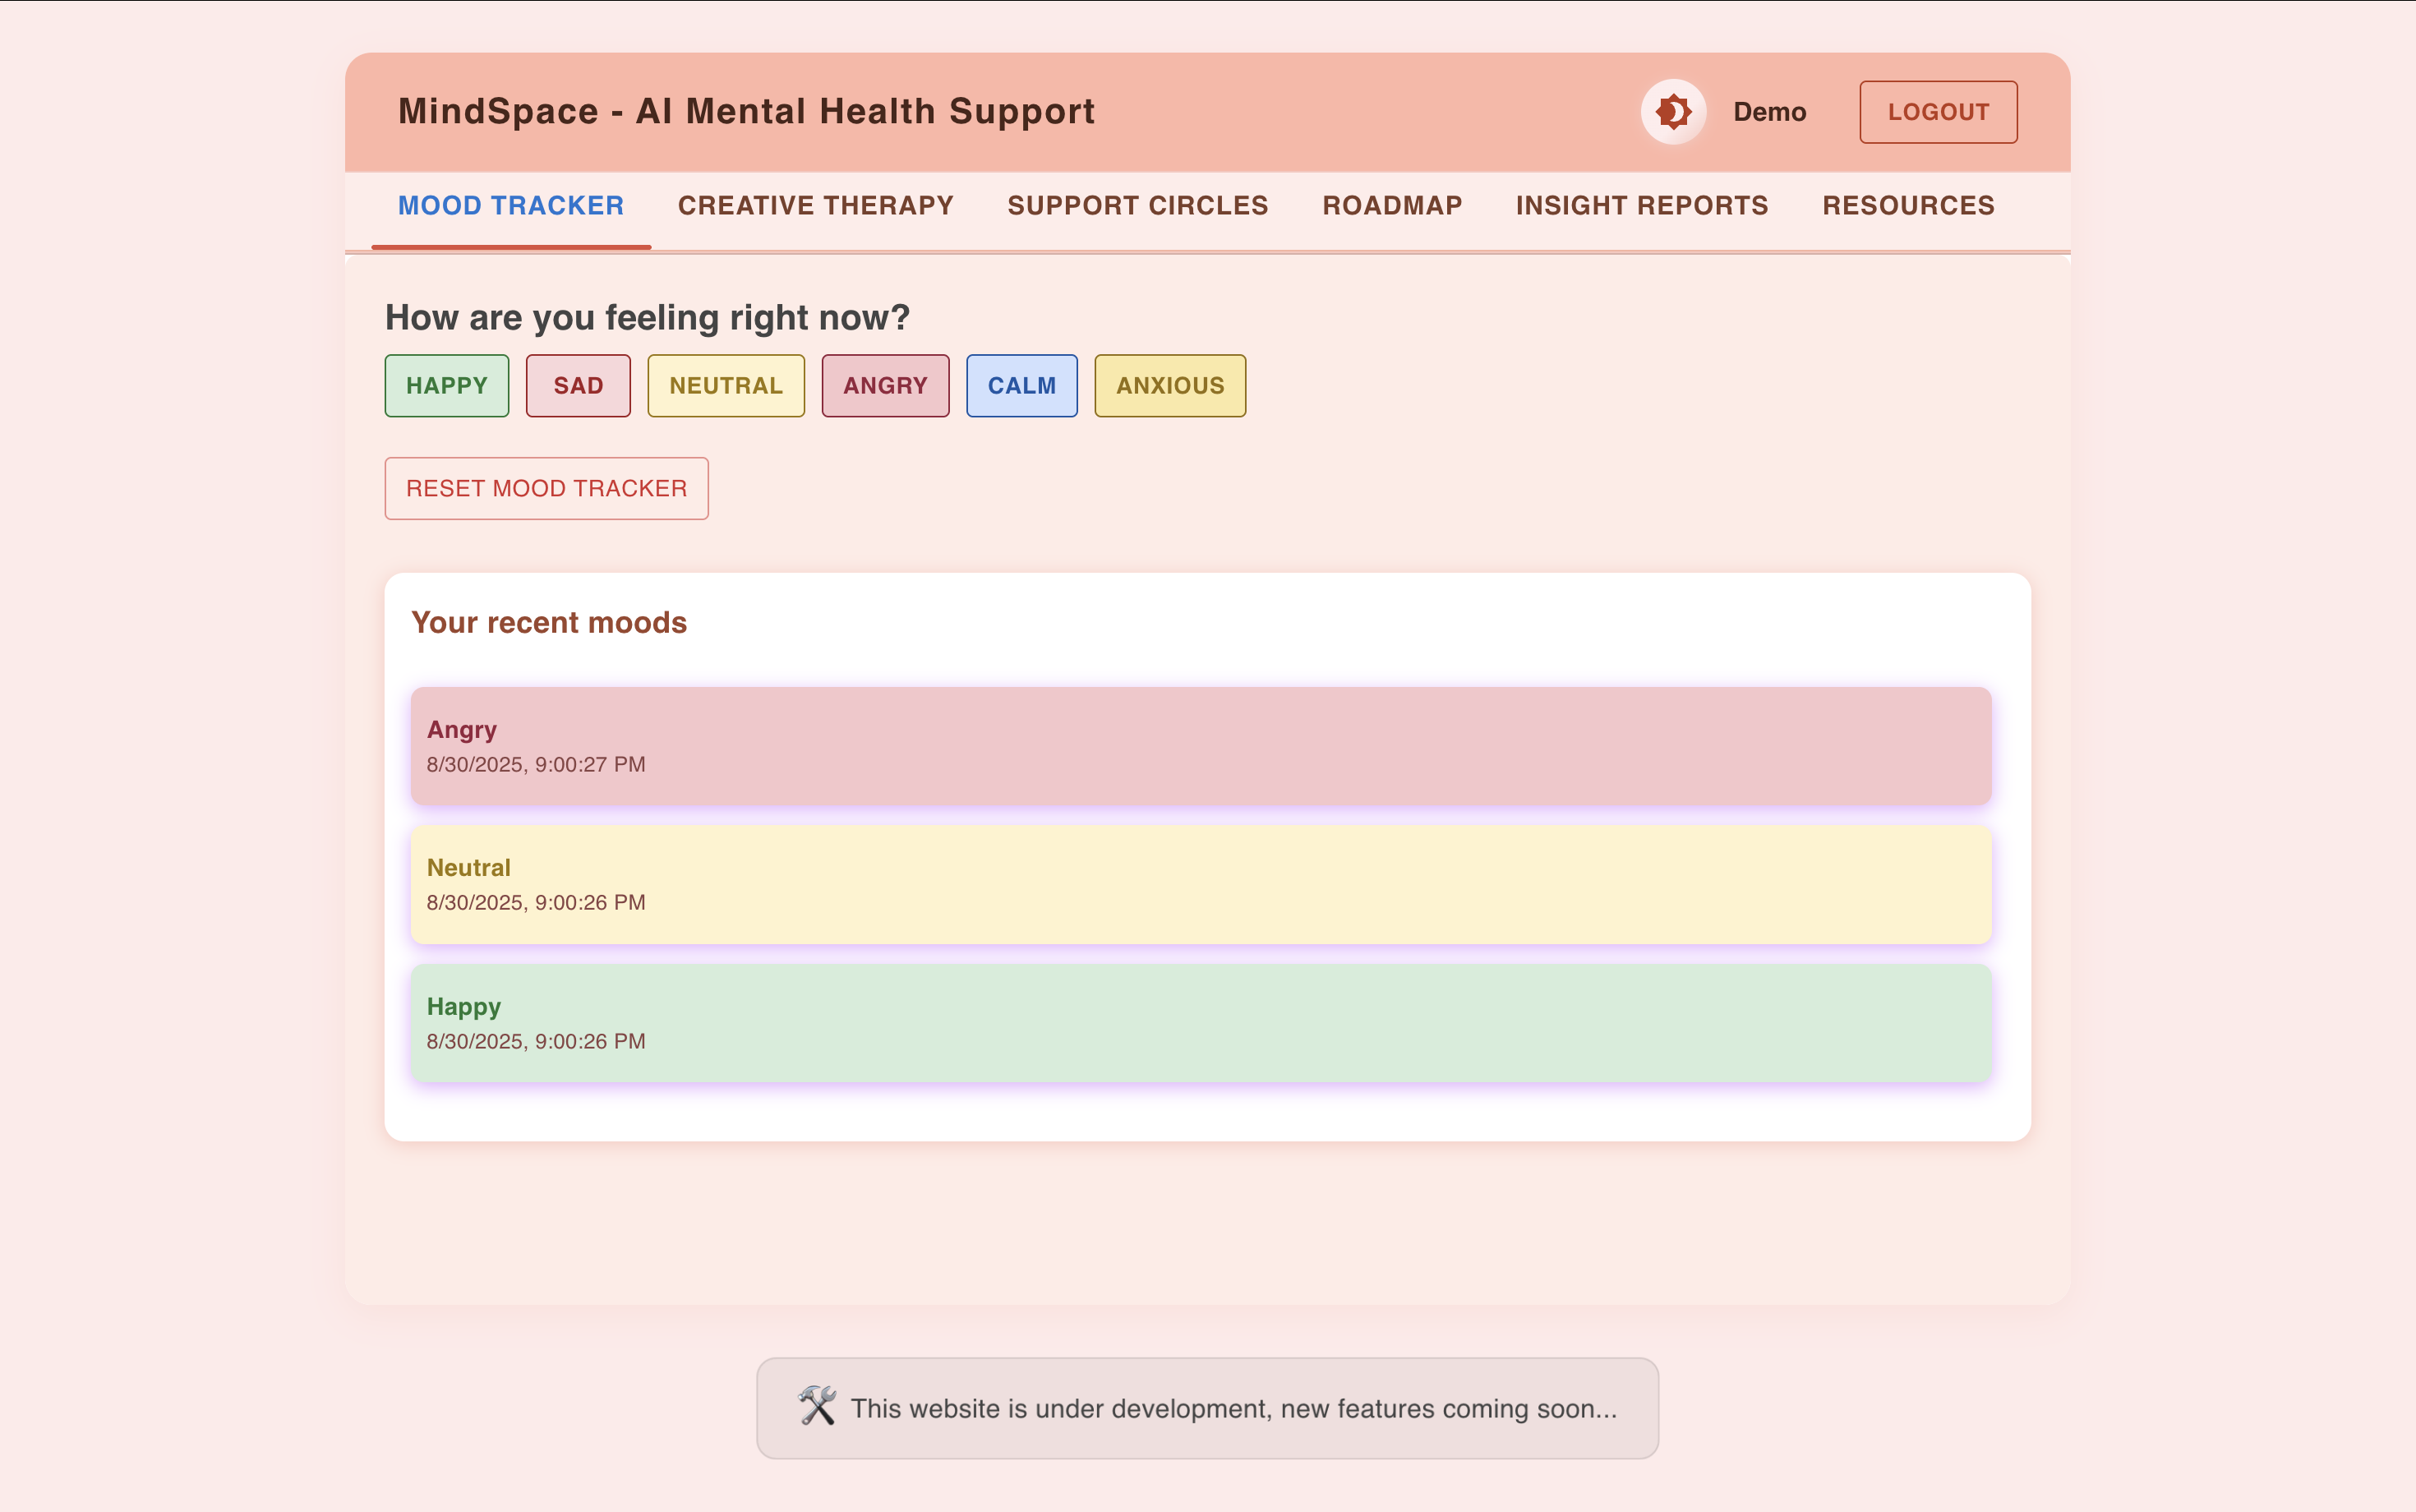 MindSpace - AI Mental Health Support
Demo
LOGOUT
MOOD TRACKER CREATIVE THERAPY SUPPORT CIRCLES ROADMAP INSIGHT REPORTS RESOURCES
How are you feeling right now?
HAPPY SAD NEUTRAL ANGRY CALM ANXIOUS
RESET MOOD TRACKER
Your recent moods
Angry
8/30/2025, 9:00:27 PM
Neutral
8/30/2025, 9:00:26 PM
Happy
8/30/2025, 9:00:26 PM
This website is under development, new features coming soon...